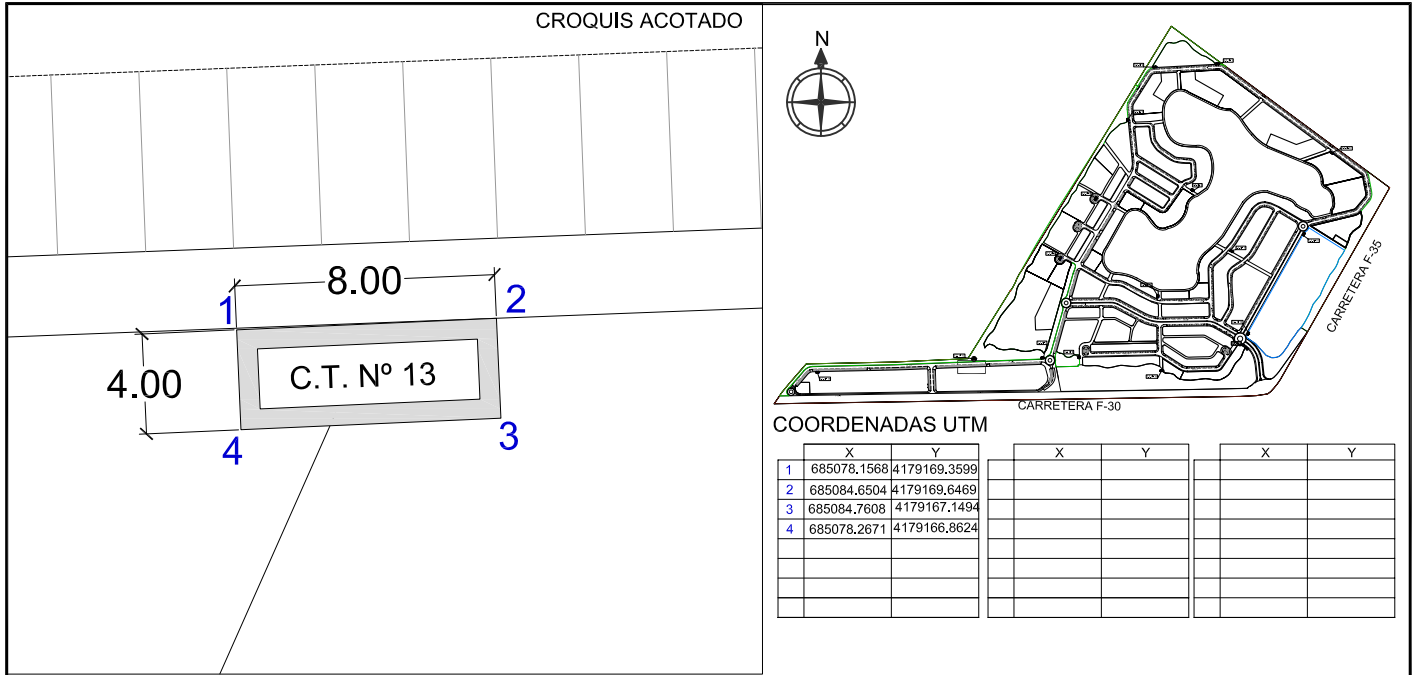 CROQUIS ACOTADO
8.00
1
2
4.00
C.T. Nº 13
4
3
N
CARRETERA F-35
CARRETERA F-30
COORDENADAS UTM
X Y X Y X Y
1 685078.1568 4179169.3599
2 685084.6504 4179169.6469
3 685084.7608 4179167.1494
4 685078.2671 4179166.8624